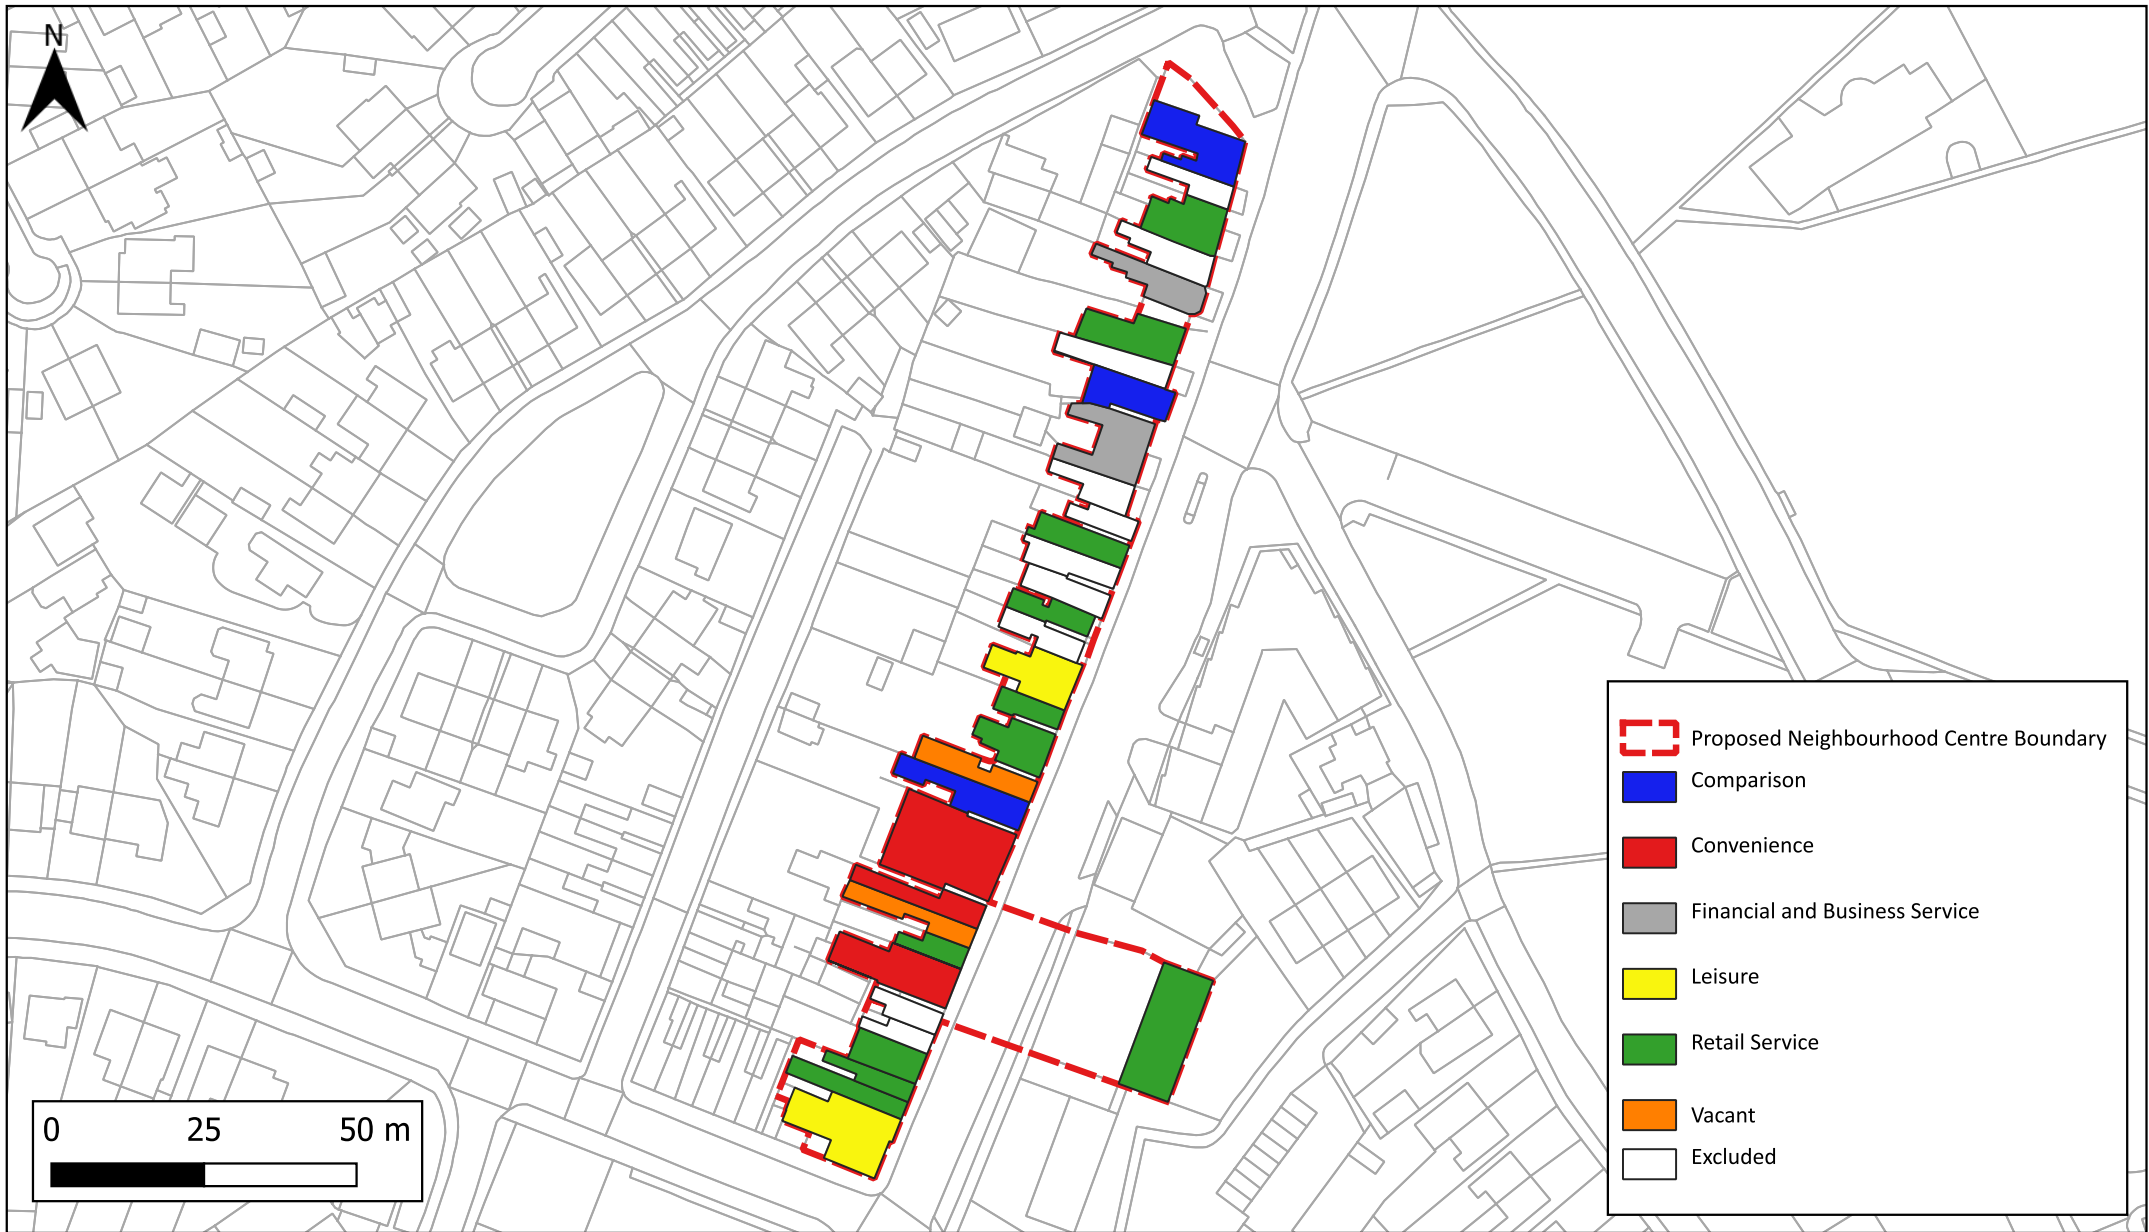 N
Proposed Neighbourhood Centre Boundary
Comparison
Convenience
Financial and Business Service
Leisure
Retail Service
Vacant
Excluded
0 25 50 m